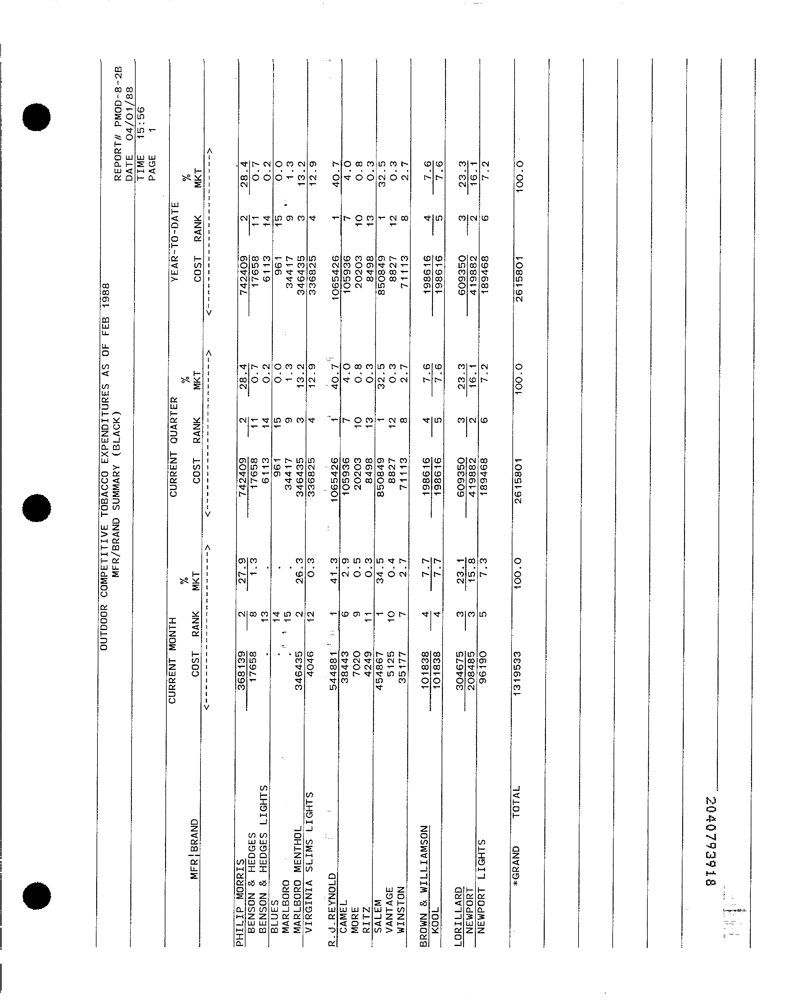 OUTDOOR COMPETITIVE TOBACCO EXPENDITURES AS OF FEB 1988
MFR/BRAND SUMMARY (BLACK)
REPORT# PMOD-8-2B
DATE 04/01/88
TIME 15:56
PAGE 1
CURRENT MONTH CURRENT QUARTER YEAR-TO-DATE
% % %
MFR¦BRAND COST RANK MKT COST RANK MKT COST RANK MKT
<------------------------------> <------------------------------> <------------------------------>
PHILIP MORRIS 368139 2 27.9 742409 2 28.4 742409 2 28.4
BENSON & HEDGES 17658 8 1.3 17658 11 0.7 17658 11 0.7
BENSON & HEDGES LIGHTS . 13 . 6113 14 0.2 6113 14 0.2
BLUES . 14 . 961 15 0.0 961 15 0.0
MARLBORO . 15 . 34417 9 1.3 34417 9 1.3
MARLBORO MENTHOL 346435 2 26.3 346435 3 13.2 346435 3 13.2
VIRGINIA SLIMS LIGHTS 4046 12 0.3 336825 4 12.9 336825 4 12.9
R.J.REYNOLD 544881 1 41.3 1065426 1 40.7 1065426 1 40.7
CAMEL 38443 6 2.9 105936 7 4.0 105936 7 4.0
MORE 7020 9 0.5 20203 10 0.8 20203 10 0.8
RITZ 4249 11 0.3 8498 13 0.3 8498 13 0.3
SALEM 454867 1 34.5 850849 1 32.5 850849 1 32.5
VANTAGE 5125 10 0.4 8827 12 0.3 8827 12 0.3
WINSTON 35177 7 2.7 71113 8 2.7 71113 8 2.7
BROWN & WILLIAMSON 101838 4 7.7 198616 4 7.6 198616 4 7.6
KOOL 101838 4 7.7 198616 5 7.6 198616 5 7.6
LORILLARD 304675 3 23.1 609350 3 23.3 609350 3 23.3
NEWPORT 208485 3 15.8 419882 2 16.1 419882 2 16.1
NEWPORT LIGHTS 96190 5 7.3 189468 6 7.2 189468 6 7.2
*GRAND TOTAL 1319533 100.0 2615801 100.0 2615801 100.0
2040793918